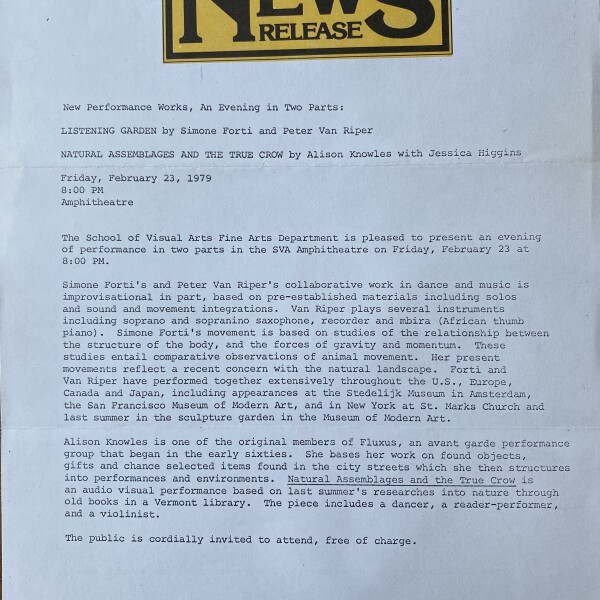 NEWS
RELEASE
New Performance Works, An Evening in Two Parts:
LISTENING GARDEN by Simone Forti and Peter Van Riper
NATURAL ASSEMBLAGES AND THE TRUE CROW by Alison Knowles with Jessica Higgins
Friday, February 23, 1979
8:00 PM
Amphitheatre
The School of Visual Arts Fine Arts Department is pleased to present an evening
of performance in two parts in the SVA Amphitheatre on Friday, February 23 at
8:00 PM.
Simone Forti's and Peter Van Riper's collaborative work in dance and music is
improvisational in part, based on pre-established materials including solos
and sound and movement integrations.  Van Riper plays several instruments
including soprano and sopranino saxophone, recorder and mbira (African thumb
piano).  Simone Forti's movement is based on studies of the relationship between
the structure of the body, and the forces of gravity and momentum.  These
studies entail comparative observations of animal movement.  Her present
movements reflect a recent concern with the natural landscape.  Forti and
Van Riper have performed together extensively throughout the U.S., Europe,
Canada and Japan, including appearances at the Stedelijk Museum in Amsterdam,
the San Francisco Museum of Modern Art, and in New York at St. Marks Church and
last summer in the sculpture garden in the Museum of Modern Art.
Alison Knowles is one of the original members of Fluxus, an avant garde performance
group that began in the early sixties.  She bases her work on found objects,
gifts and chance selected items found in the city streets which she then structures
into performances and environments.  Natural Assemblages and the True Crow is
an audio visual performance based on last summer's researches into nature through
old books in a Vermont library.  The piece includes a dancer, a reader-performer,
and a violinist.
The public is cordially invited to attend, free of charge.